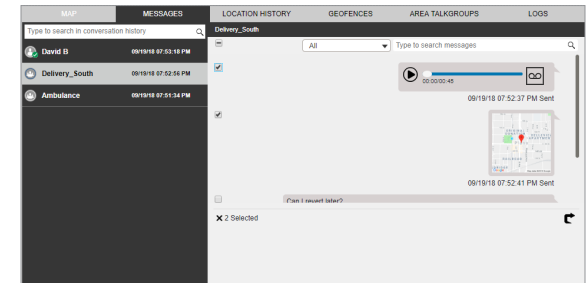 MAP MESSAGES LOCATION HISTORY GEOFENCES AREA TALKGROUPS LOGS
Type to search in conversation history
Delivery_South
All Type to search messages
David B 09/19/18 07:53:18 PM
Delivery_South 09/19/18 07:52:56 PM
Ambulance 09/19/18 07:51:34 PM
00:00/00:45
09/19/18 07:52:37 PM Sent
09/19/18 07:52:41 PM Sent
Can I revert later?
2 Selected